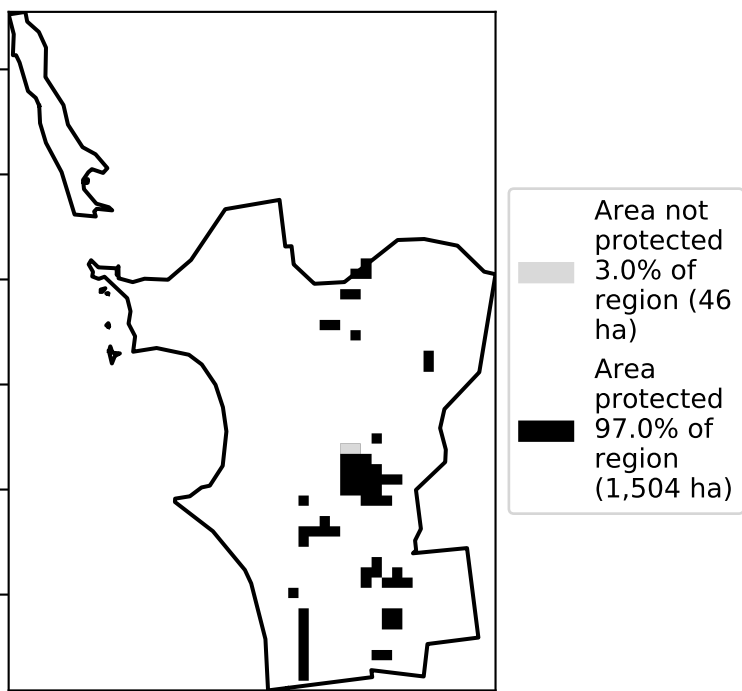 Area not
protected
3.0% of
region (46
ha)
Area
protected
97.0% of
region
(1,504 ha)